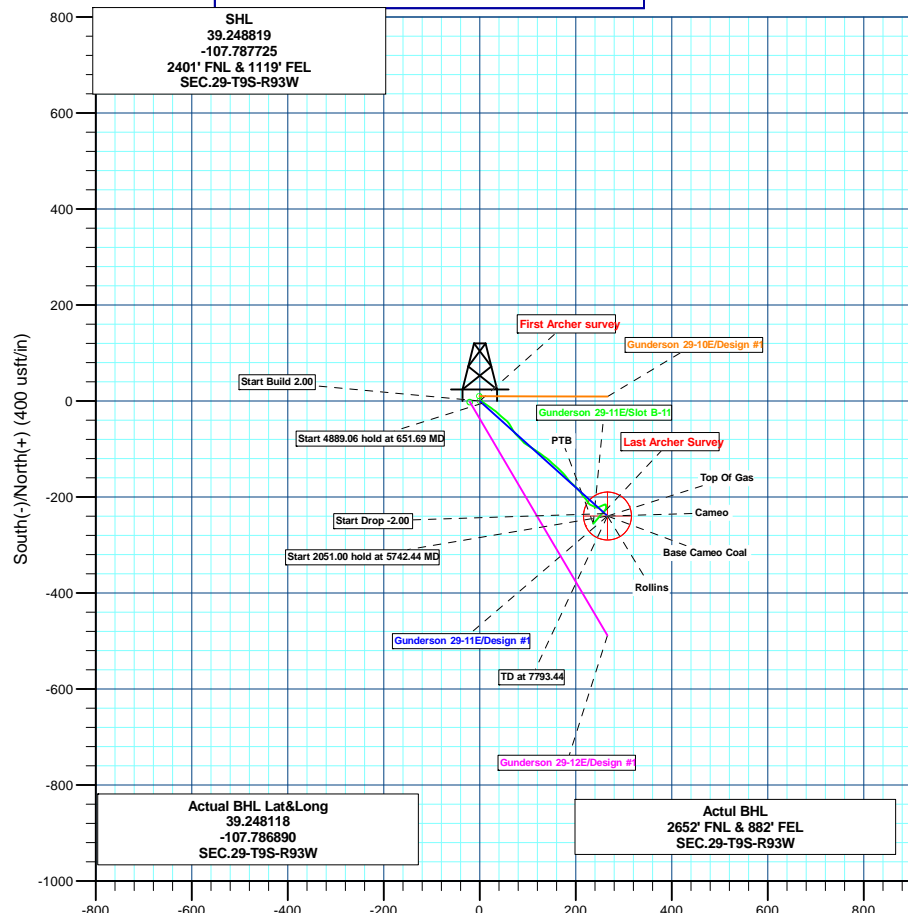 SHL
39.248819
-107.787725
2401' FNL & 1119' FEL
SEC.29-T9S-R93W
800
600
400
200
0
-200
-400
-600
-800
-1000
South(-)/North(+) (400 usft/in)
First Archer survey
Gunderson 29-10E/Design #1
Start Build 2.00
Gunderson 29-11E/Slot B-11
Start 4889.06 hold at 651.69 MD
PTB
Last Archer Survey
Top Of Gas
Cameo
Start Drop -2.00
Base Cameo Coal
Start 2051.00 hold at 5742.44 MD
Rollins
Gunderson 29-11E/Design #1
TD at 7793.44
Gunderson 29-12E/Design #1
Actual BHL Lat&Long
39.248118
-107.786890
SEC.29-T9S-R93W
Actul BHL
2652' FNL & 882' FEL
SEC.29-T9S-R93W
-800
-600
-400
-200
0
200
400
600
800